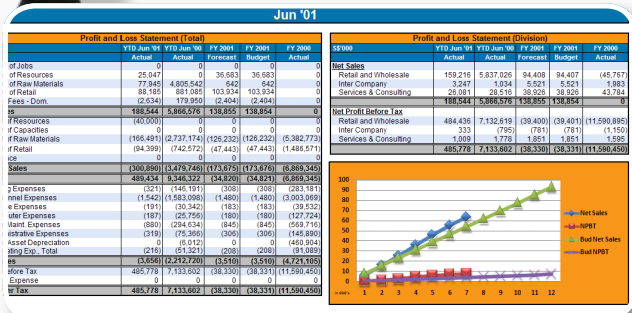 Jun '01
Profit and Loss Statement (Total)
YTD Jun '01 YTD Jun '00 FY 2001 FY 2001 FY 2000
Actual Actual Forecast Budget Actual
of Jobs 0 0 0 0 0
of Resources 25,047 0 36,683 36,683 0
of Raw Materials 77,945 4,805,542 642 642 0
of Retail 88,185 881,085 103,934 103,934 0
Fees - Dom. (2,634) 179,950 (2,404) (2,404) 0
es 188,544 5,866,576 138,855 138,854 0
of Resources (40,000) 0 0 0 0
of Capacities 0 0 0 0 0
of Raw Materials (166,491) (2,737,174) (126,232) (126,232) (5,382,773)
of Retail (94,399) (742,572) (47,443) (47,443) (1,486,571)
nce 0 0 0 0 0
Sales (300,890) (3,479,746) (173,675) (173,676) (6,869,345)
489,434 9,346,322 (34,820) (34,821) (6,869,345)
g Expenses (321) (146,191) (308) (308) (283,181)
nnel Expenses (1,542) (1,583,098) (1,480) (1,480) (3,003,069)
e Expenses (191) (30,342) (183) (183) (39,532)
uter Expenses (187) (25,756) (180) (180) (127,724)
Maint. Expenses (880) (294,634) (845) (845) (569,716)
istrative Expenses (319) (75,366) (306) (306) (145,890)
Asset Depreciation 0 (6,012) 0 0 (460,904)
ating Exp., Total (216) (51,321) (208) (208) (91,089)
es (3,656) (2,212,720) (3,510) (3,510) (4,721,105)
efore Tax 485,778 7,133,602 (38,330) (38,331) (11,590,450)
Expense 0 0 0 0 0
er Tax 485,778 7,133,602 (38,330) (38,331) (11,590,450)
Profit and Loss Statement (Division)
S$'000 YTD Jun '01 YTD Jun '00 FY 2001 FY 2001 FY 2000
Actual Actual Forecast Budget Actual
Net Sales
Retail and Wholesale 159,216 5,837,026 94,408 94,407 (45,767)
Inter Company 3,247 1,034 5,521 5,521 1,983
Services & Consulting 26,081 28,516 38,926 38,926 43,784
188,544 5,866,576 138,855 138,854 0
Net Profit Before Tax
Retail and Wholesale 484,436 7,132,619 (39,400) (39,401) (11,590,895)
Inter Company 333 (795) (781) (781) (1,150)
Services & Consulting 1,009 1,778 1,851 1,851 1,595
485,778 7,133,602 (38,330) (38,331) (11,590,450)
100
90
80
70
60
50
40
30
20
10
0
1 2 3 4 5 6 7 8 9 10 11 12
Net Sales
NPBT
Bud Net Sales
Bud NPBT